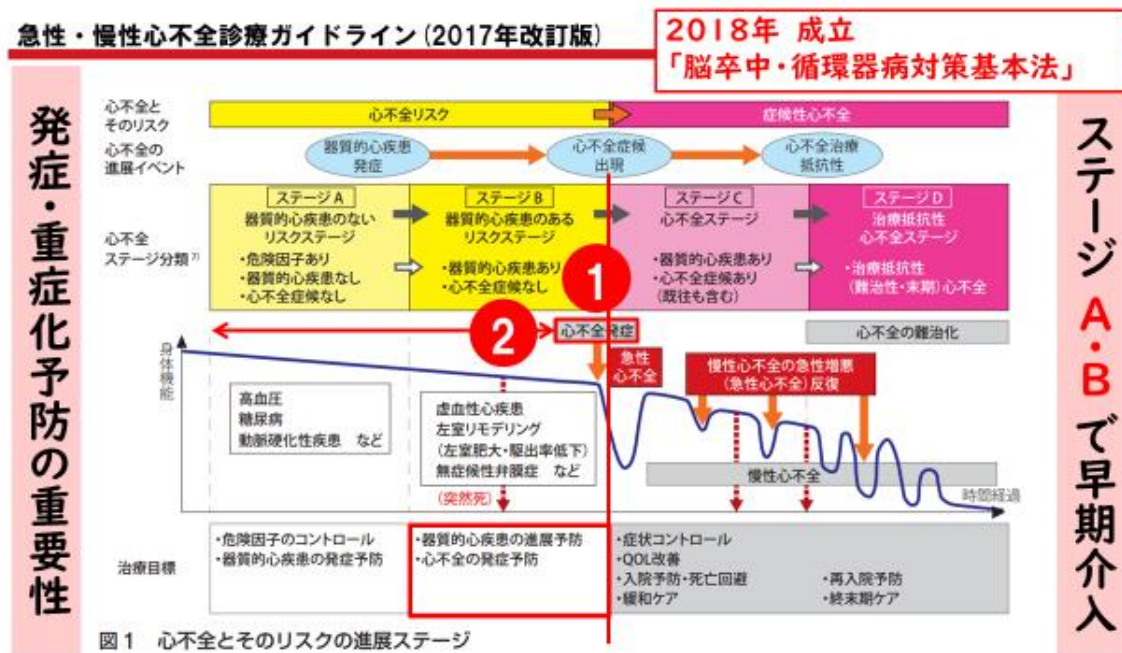 急性・慢性心不全診療ガイドライン(2017年改訂版)
2018年 成立
「脳卒中・循環器病対策基本法」
発症・重症化予防の重要性
ステージA・Bで早期介入
心不全と
そのリスク
心不全リスク
症候性心不全
心不全の
進展イベント
器質的心疾患
発症
心不全症候
出現
心不全治療
抵抗性
心不全
ステージ分類 7)
ステージA
器質的心疾患のない
リスクステージ
・危険因子あり
・器質的心疾患なし
・心不全症候なし
ステージB
器質的心疾患のある
リスクステージ
・器質的心疾患あり
・心不全症候なし
ステージC
心不全ステージ
・器質的心疾患あり
・心不全症候あり
(既往も含む)
ステージD
治療抵抗性
心不全ステージ
・治療抵抗性
(難治性・末期)心不全
1
2
心不全発症
心不全の難治化
身体機能
急性
心不全
慢性心不全の急性増悪
(急性心不全)反復
高血圧
糖尿病
動脈硬化性疾患 など
虚血性心疾患
左室リモデリング
(左室肥大・駆出率低下)
無症候性弁膜症 など
(突然死)
慢性心不全
時間経過
治療目標
・危険因子のコントロール
・器質的心疾患の発症予防
・器質的心疾患の進展予防
・心不全の発症予防
・症状コントロール
・QOL改善
・入院予防・死亡回避
・緩和ケア
・再入院予防
・終末期ケア
図1 心不全とそのリスクの進展ステージ